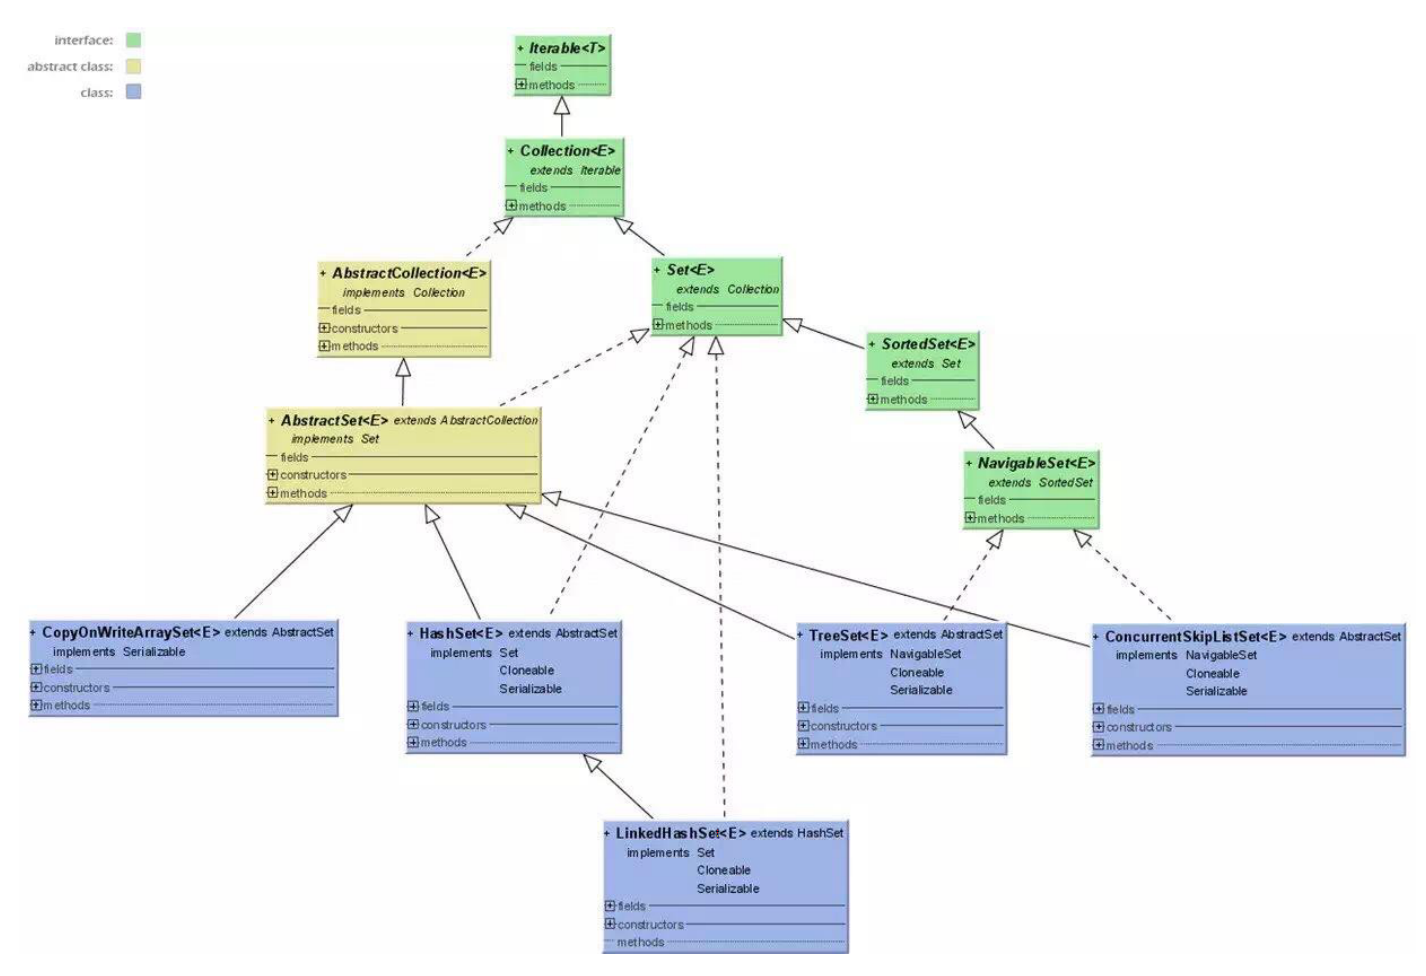 interface:
abstract class:
class:
+ Iterable<T>
fields
methods
+ Collection<E>
extends Iterable
fields
methods
+ AbstractCollection<E>
implements Collection
fields
constructors
methods
+ Set<E>
extends Collection
fields
methods
+ SortedSet<E>
extends Set
fields
methods
+ AbstractSet<E> extends AbstractCollection
implements Set
fields
constructors
methods
+ NavigableSet<E>
extends SortedSet
fields
methods
+ CopyOnWriteArraySet<E> extends AbstractSet
implements Serializable
fields
constructors
methods
+ HashSet<E> extends AbstractSet
implements Set
Cloneable
Serializable
fields
constructors
methods
+ TreeSet<E> extends AbstractSet
implements NavigableSet
Cloneable
Serializable
fields
constructors
methods
+ ConcurrentSkipListSet<E> extends AbstractSet
implements NavigableSet
Cloneable
Serializable
fields
constructors
methods
+ LinkedHashSet<E> extends HashSet
implements Set
Cloneable
Serializable
fields
constructors
methods